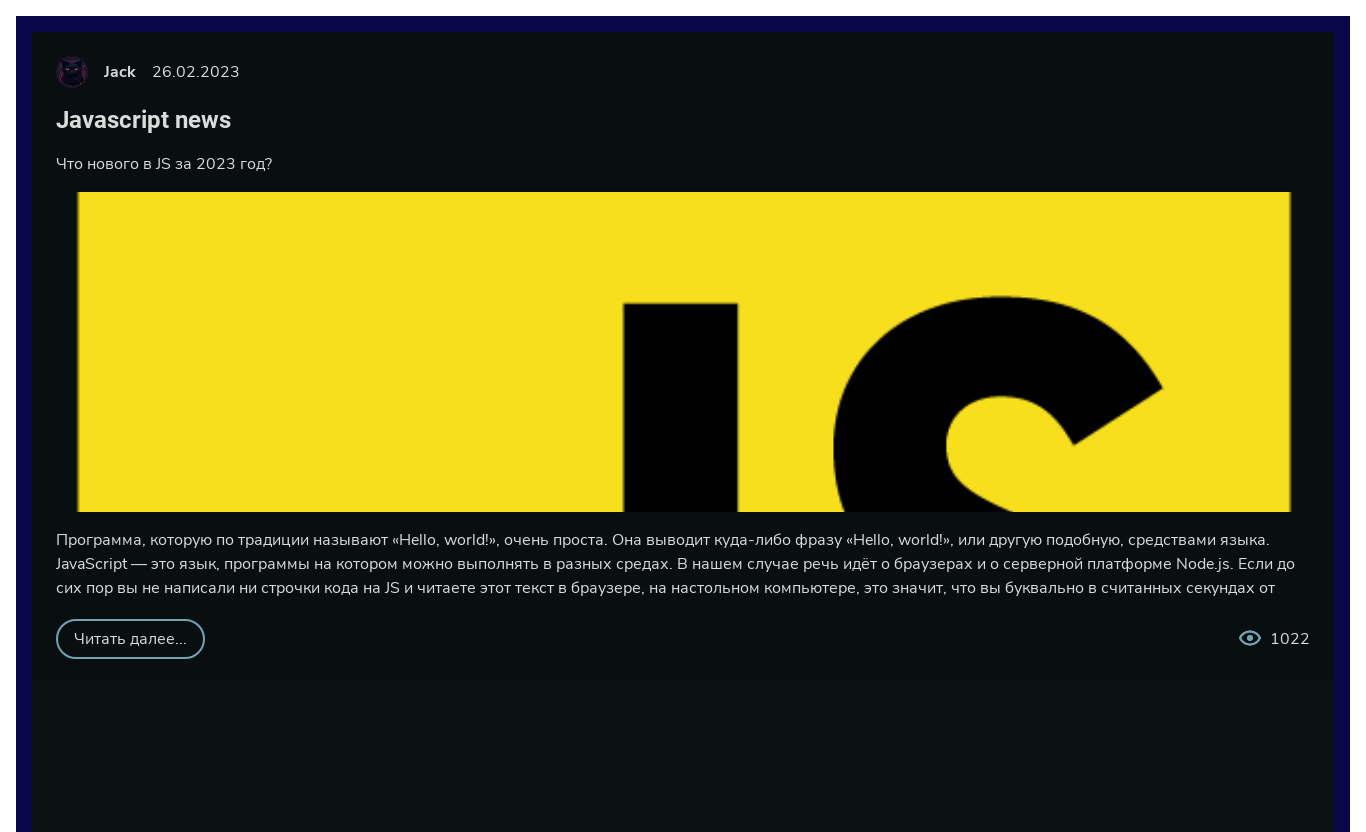 Jack 26.02.2023
Javascript news
Что нового в JS за 2023 год?
JS
Программа, которую по традиции называют «Hello, world!», очень проста. Она выводит куда-либо фразу «Hello, world!», или другую подобную, средствами языка.
JavaScript — это язык, программы на котором можно выполнять в разных средах. В нашем случае речь идёт о браузерах и о серверной платформе Node.js. Если до
сих пор вы не написали ни строчки кода на JS и читаете этот текст в браузере, на настольном компьютере, это значит, что вы буквально в считанных секундах от
Читать далее... 1022